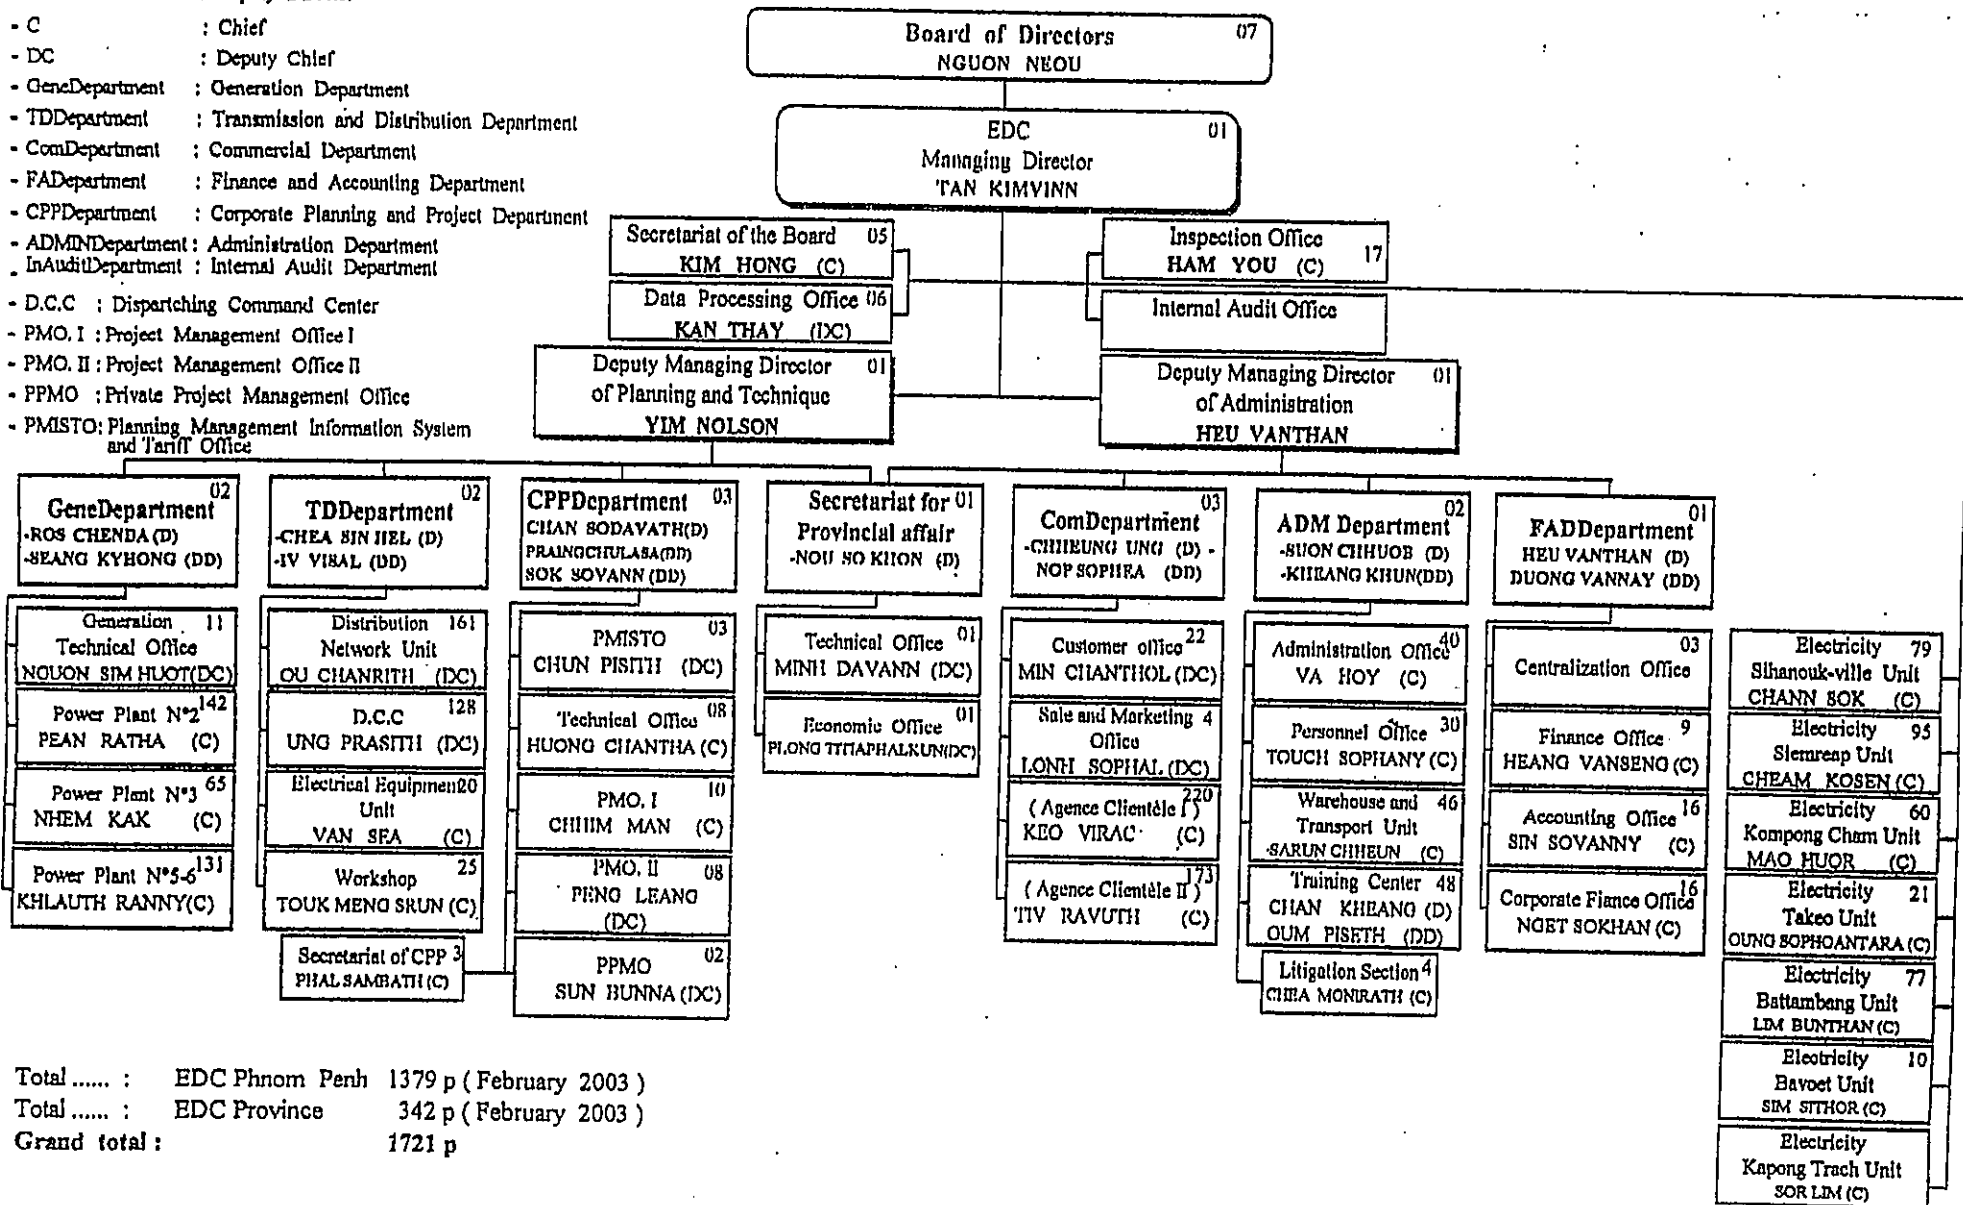 - C : Chief
- DC : Deputy Chief
- GeneDepartment : Generation Department
- TDDepartment : Transmission and Distribution Department
- ComDepartment : Commercial Department
- FADepartment : Finance and Accounting Department
- CPPDepartment : Corporate Planning and Project Department
- ADMINDepartment : Administration Department
- InAuditDepartment : Internal Audit Department
- D.C.C : Dispartching Command Center
- PMO. I : Project Management Office I
- PMO. II : Project Management Office II
- PPMO : Private Project Management Office
- PMISTO: Planning Management Information System
and Tariff Office
Board of Directors 07
NGUON NEOU
EDC 01
Managing Director
TAN KIMVINN
Secretariat of the Board 05
KIM HONG (C)
Data Processing Office 06
KAN THAY (DC)
Inspection Office
HAM YOU (C) 17
Internal Audit Office
Deputy Managing Director 01
of Planning and Technique
YIM NOLSON
Deputy Managing Director 01
of Administration
HEU VANTHAN
02
GeneDepartment
-ROS CHENDA (D)
-SEANG KYHONG (DD)
Generation 11
Technical Office
NGUON SIM HUOT(DC)
Power Plant N°2 142
PEAN RATHA (C)
Power Plant N°3 65
NHEM KAK (C)
Power Plant N°5-6 131
KHLAUTH RANNY(C)
02
TDDepartment
-CHEA SIN HEL (D)
-IV VISAL (DD)
Distribution 161
Network Unit
OU CHANRITH (DC)
D.C.C 128
UNG PRASITH (DC)
Electrical Equipmen 20
Unit
VAN SEA (C)
Workshop 25
TOUK MENG SRUN (C)
Secretariat of CPP 3
PHAL SAMBATH (C)
CPPDepartment 03
CHAN SODAVATH(D)
PRAINGCHULASA(DD)
SOK SOVANN (DD)
PMISTO 03
CHUN PISITH (DC)
Technical Office 08
HUONG CHANTHA (C)
PMO. I 10
CHHIM MAN (C)
PMO. II 08
PENG LEANG
(DC)
PPMO 02
SUN BUNNA (DC)
Secretariat for 01
Provincial affair
-NOU SO KHON (D)
Technical Office 01
MINH DAVANN (DC)
Economic Office 01
(DC)
03
ComDepartment
-CHHEUNG UNG (D) -
NOP SOPHEA (DD)
Customer office 22
MIN CHANTHOL (DC)
Sale and Marketing 4
Office
LONH SOPHAL (DC)
( Agence Clientèle I ) 220
KEO VIRAC (C)
( Agence Clientèle II ) 173
TIV RAVUTH (C)
02
ADM Department
-SUON CHHUOB (D)
-KHEANG KHUN(DD)
Administration Office 40
VA HOY (C)
Personnel Office 30
TOUCH SOPHANY (C)
Warehouse and 46
Transport Unit
-SARUN CHHEUN (C)
Training Center 48
CHAN KHEANG (D)
OUM PISETH (DD)
Litigation Section 4
CHEA MONIRATH (C)
01
FADDepartment
HEU VANTHAN (D)
DUONG VANNAY (DD)
03
Centralization Office
Finance Office 9
HEANG VANSENG (C)
Accounting Office 16
SIN SOVANNY (C)
Corporate Fiance Office 16
NGET SOKHAN (C)
Electricity 79
Sihanouk-ville Unit
CHANN SOK (C)
Electricity 95
Siemreap Unit
CHEAM KOSEN (C)
Electricity 60
Kompong Cham Unit
MAO HUOR (C)
Electricity 21
Takeo Unit
OUNG SOPHOANTARA (C)
Electricity 77
Battambang Unit
LIM BUNTHAN (C)
Electricity 10
Bavoet Unit
SIM SITHOR (C)
Electricity
Kapong Trach Unit
SOR LIM (C)
Total ...... : EDC Phnom Penh 1379 p ( February 2003 )
Total ...... : EDC Province 342 p ( February 2003 )
Grand total : 1721 p